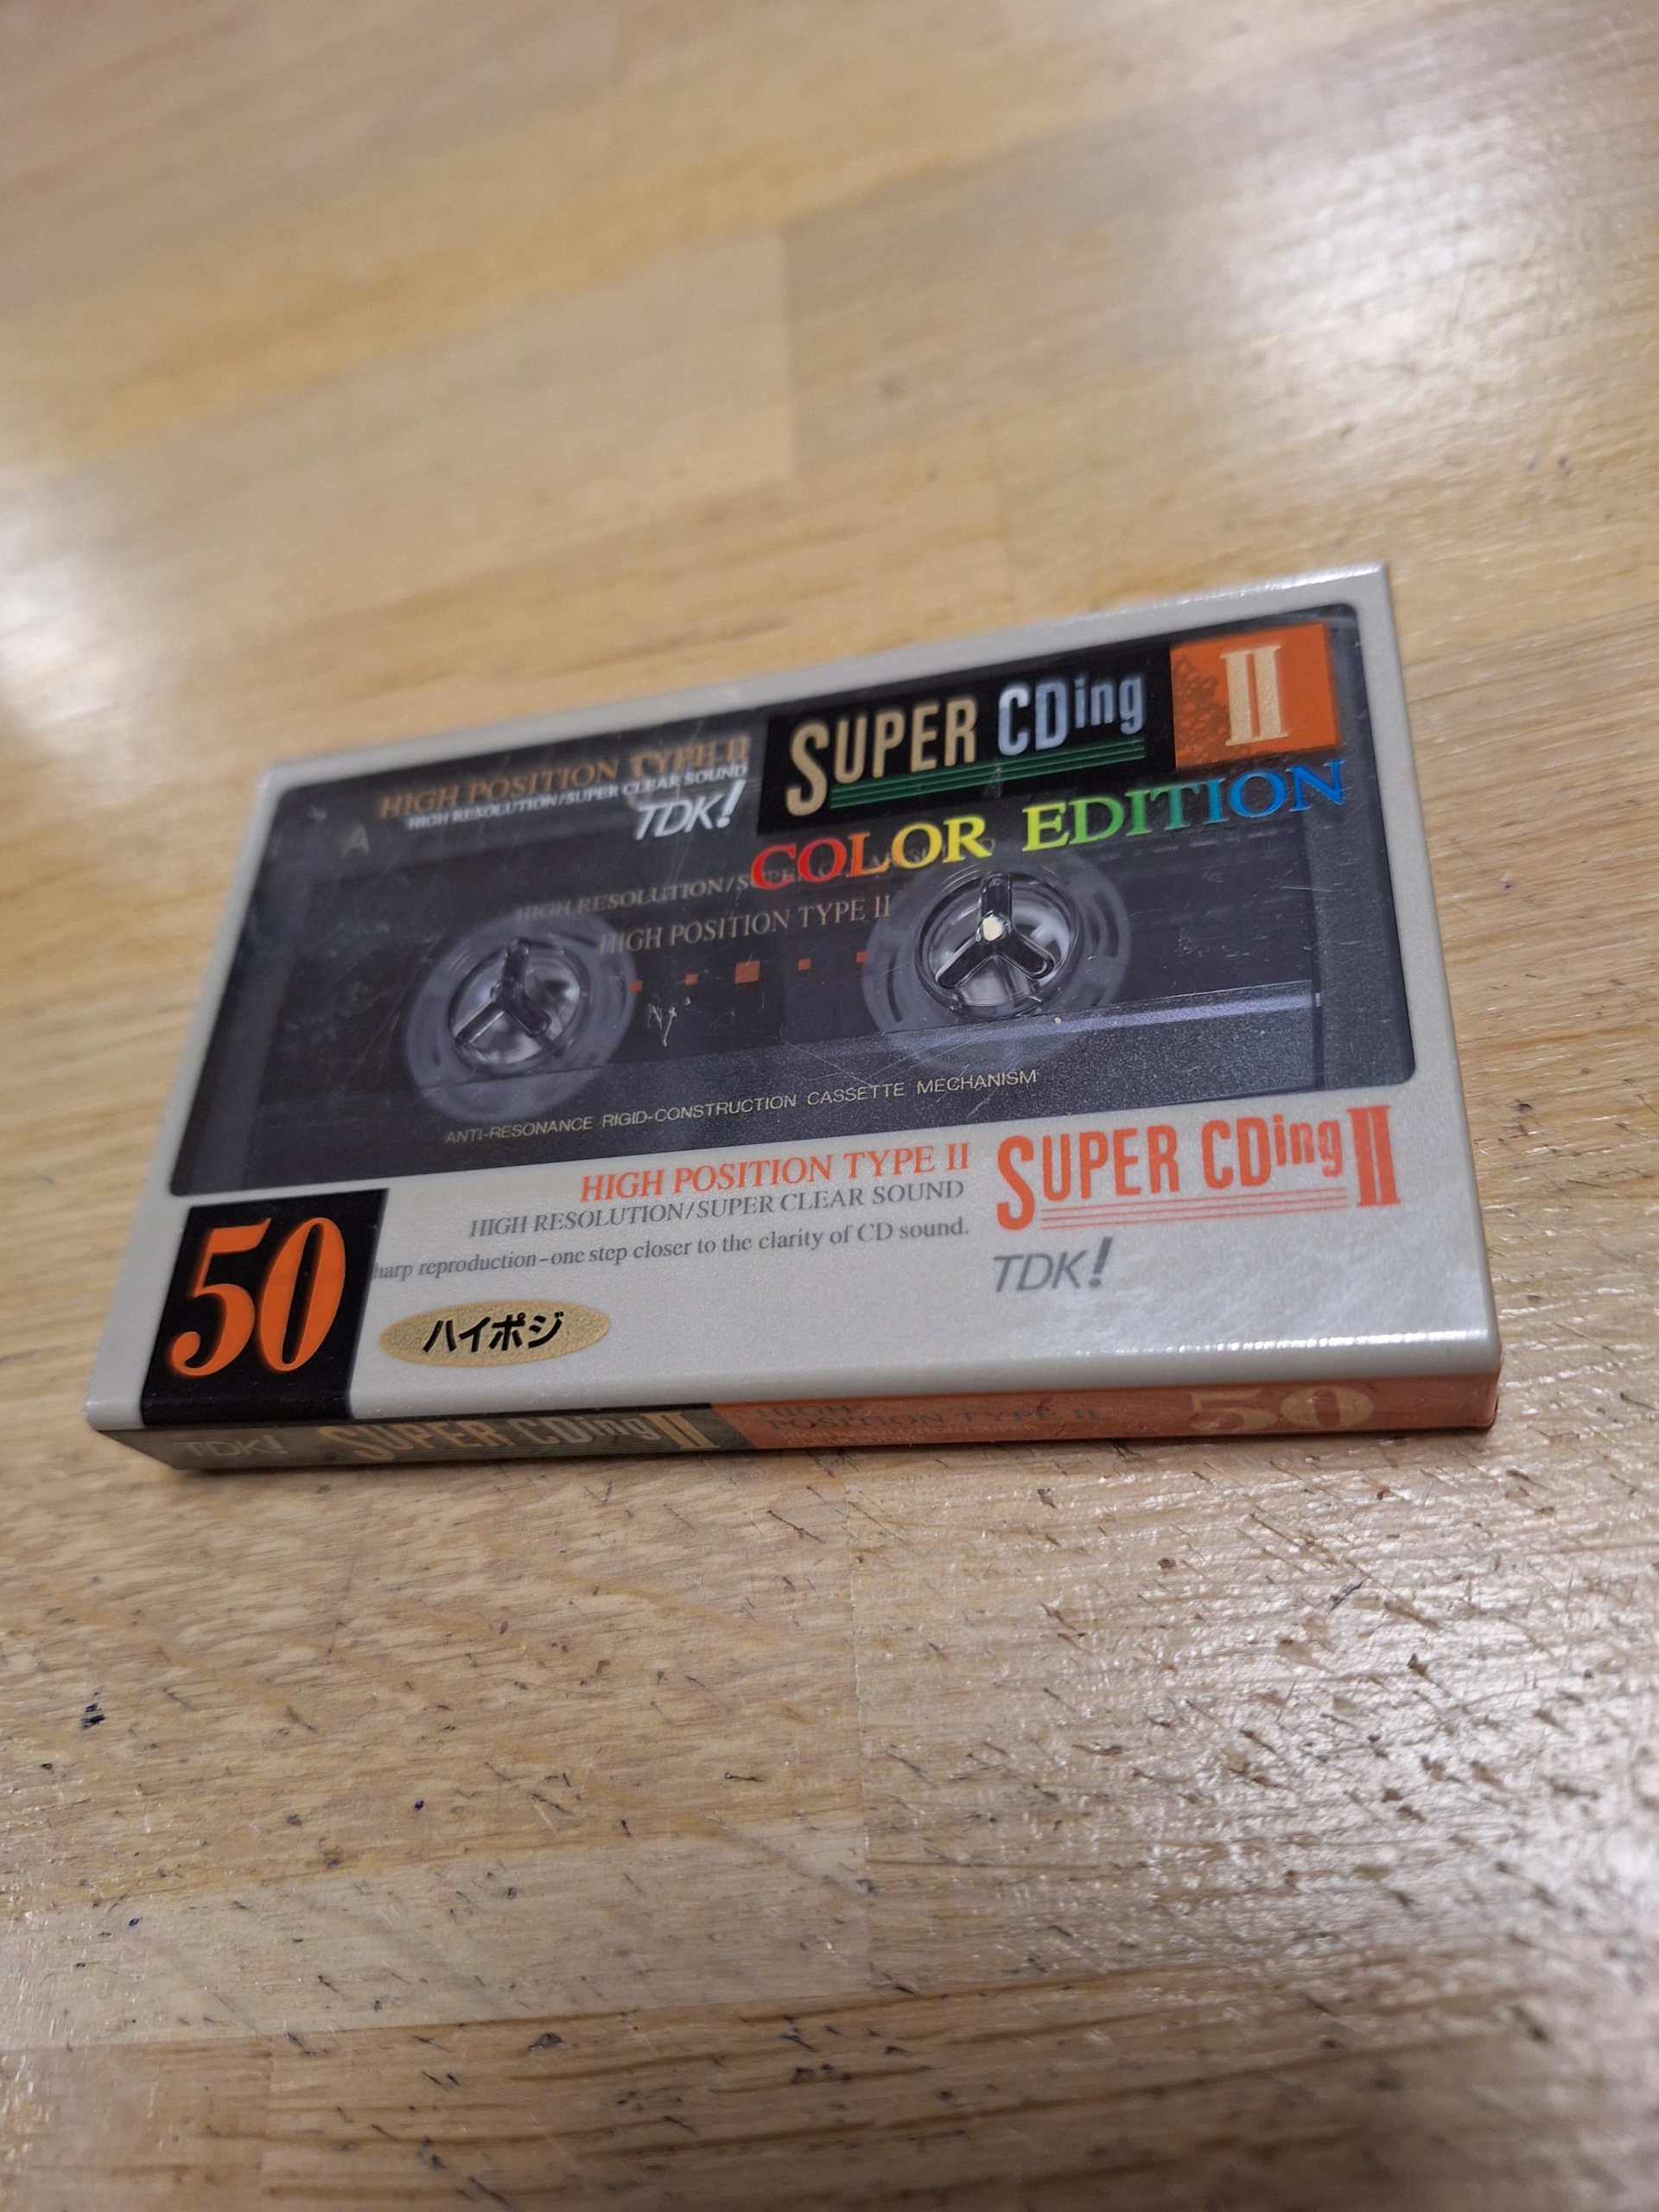 SUPER CDing II
HIGH POSITION TYPE II
HIGH RESOLUTION/SUPER CLEAR SOUND
TDK!
COLOR EDITION
A
HIGH RESOLUTION/SUPER
HIGH POSITION TYPE II
ANTI-RESONANCE RIGID-CONSTRUCTION CASSETTE MECHANISM
HIGH POSITION TYPE II
HIGH RESOLUTION/SUPER CLEAR SOUND
reproduction–one step closer to the clarity of CD sound.
SUPER CDing II
TDK!
50
ハイポジ
TDK! SUPER CDing II
HIGH
POSITION TYPE II
50